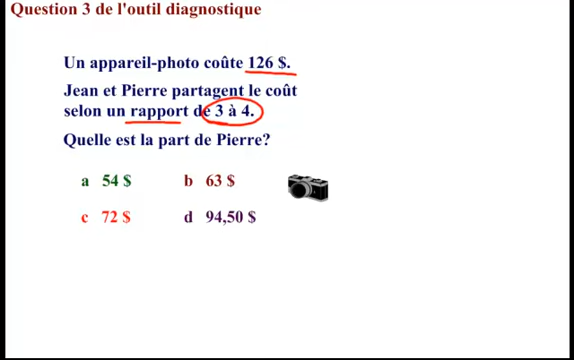 Question 3 de l'outil diagnostique
Un appareil-photo coûte 126 $.
Jean et Pierre partagent le coût
selon un rapport de 3 à 4.
Quelle est la part de Pierre?
a 54 $ b 63 $
c 72 $ d 94,50 $